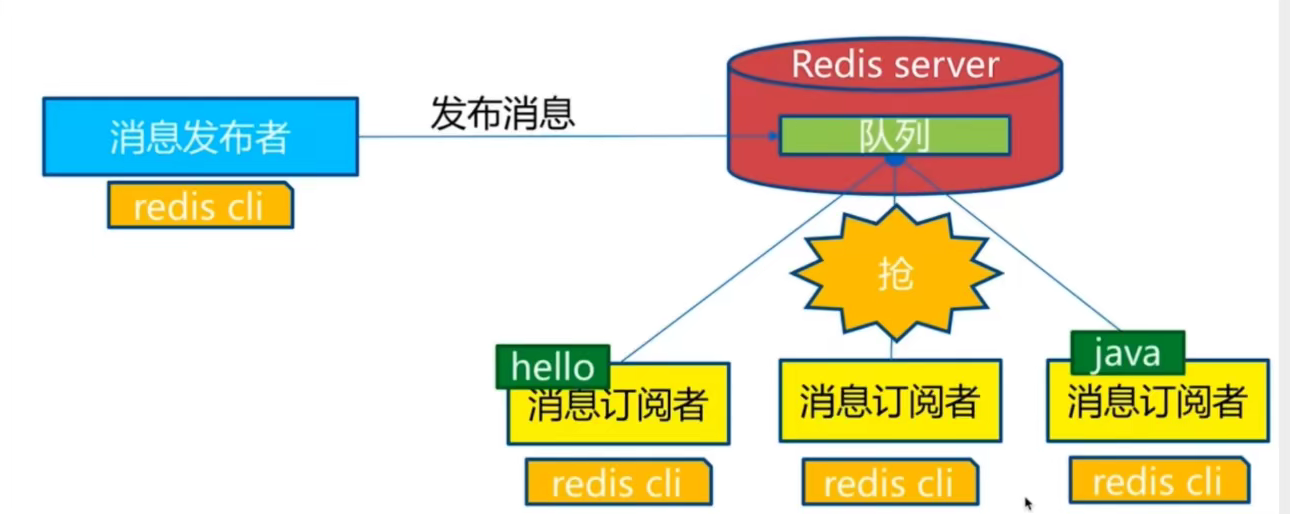 Redis server
发布消息
消息发布者
队列
redis cli
抢
hello
java
消息订阅者
消息订阅者
消息订阅者
redis cli
redis cli
redis cli